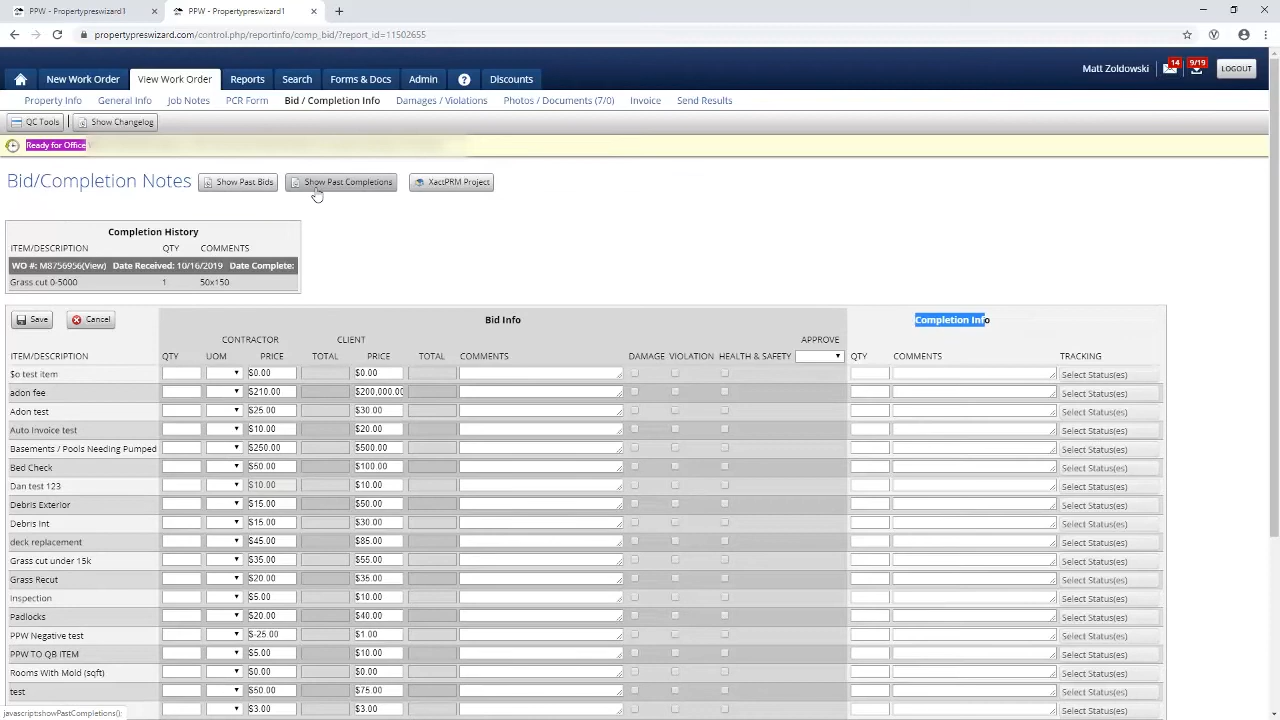 PPW - Propertypreswizard1
PPW - Propertypreswizard1
propertypreswizard.com/control.php/reportinfo/comp_bid/?report_id=11502655
New Work Order View Work Order Reports Search Forms & Docs Admin Discounts
Matt Zoldowski 14 9/19 LOGOUT
Property Info General Info Job Notes PCR Form Bid / Completion Info Damages / Violations Photos / Documents (7/0) Invoice Send Results
QC Tools Show Changelog
Ready for Office
Bid/Completion Notes Show Past Bids Show Past Completions XactPRM Project
Completion History
ITEM/DESCRIPTION QTY COMMENTS
WO #: M8756956(View) Date Received: 10/16/2019 Date Complete:
Grass cut 0-5000 1 50x150
Save Cancel Bid Info Completion Info
CONTRACTOR CLIENT APPROVE
ITEM/DESCRIPTION QTY UOM PRICE TOTAL PRICE TOTAL COMMENTS DAMAGE VIOLATION HEALTH & SAFETY QTY COMMENTS TRACKING
$o test item $0.00 $0.00 Select Status(es)
adon fee $210.00 $200,000.00 Select Status(es)
Adon test $25.00 $30.00 Select Status(es)
Auto Invoice test $10.00 $20.00 Select Status(es)
Basements / Pools Needing Pumped $250.00 $500.00 Select Status(es)
Bed Check $50.00 $100.00 Select Status(es)
Dan test 123 $10.00 $10.00 Select Status(es)
Debris Exterior $15.00 $50.00 Select Status(es)
Debris Int $15.00 $30.00 Select Status(es)
deck replacement $45.00 $85.00 Select Status(es)
Grass cut under 15k $35.00 $55.00 Select Status(es)
Grass Recut $20.00 $35.00 Select Status(es)
Inspection $5.00 $10.00 Select Status(es)
Padlocks $20.00 $40.00 Select Status(es)
PPW Negative test $-25.00 $1.00 Select Status(es)
PPW TO QB ITEM $5.00 $10.00 Select Status(es)
Rooms With Mold (sqft) $0.00 $0.00 Select Status(es)
test $50.00 $75.00 Select Status(es)
$3.00 $3.00 Select Status(es)
javascript:showPastCompletions();